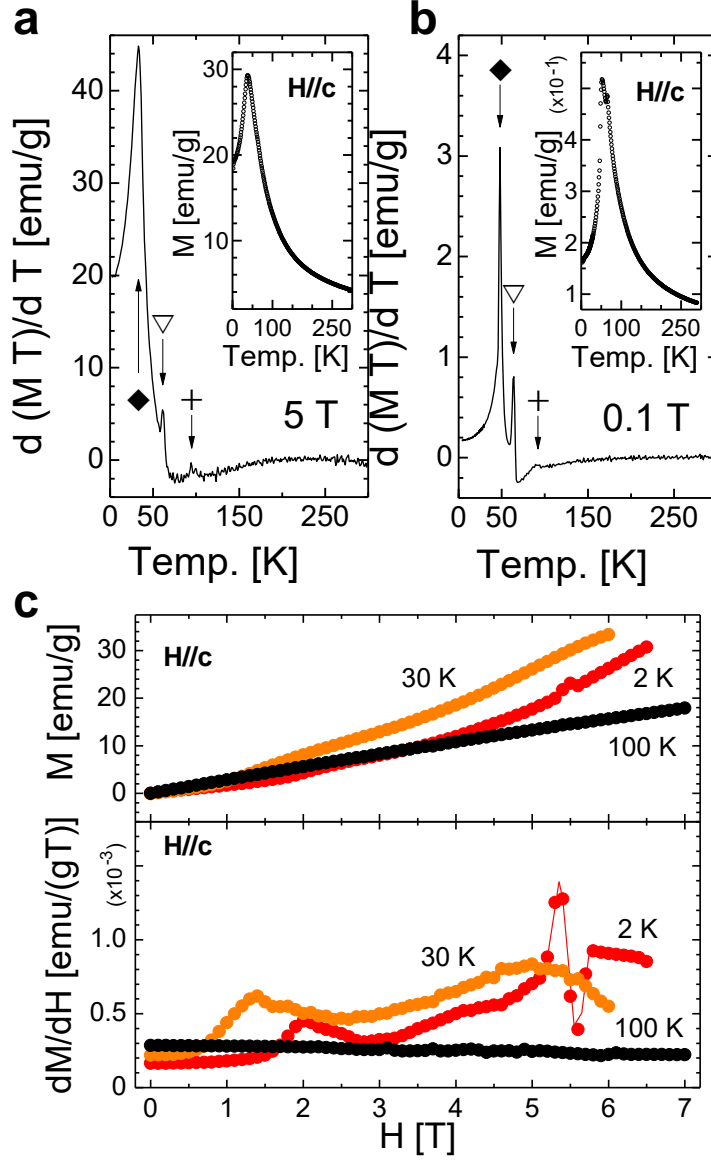 a
d (M T)/d T [emu/g]
40
30
20
10
0
0
50
150
250
Temp. [K]
◆
▽
+
5 T
H//c
M [emu/g]
30
20
10
0
100
250
Temp. [K]
b
d (M T)/d T [emu/g]
4
3
2
1
0
0
50
150
250
Temp. [K]
◆
▽
+
0.1 T
H//c
M [emu/g]
(x10⁻¹)
5
4
3
2
1
0
100
250
Temp. [K]
c
M [emu/g]
30
20
10
0
H//c
30 K
2 K
100 K
dM/dH [emu/(gT)]
(x10⁻³)
1.0
0.5
0
H//c
30 K
2 K
100 K
0
1
2
3
4
5
6
7
H [T]